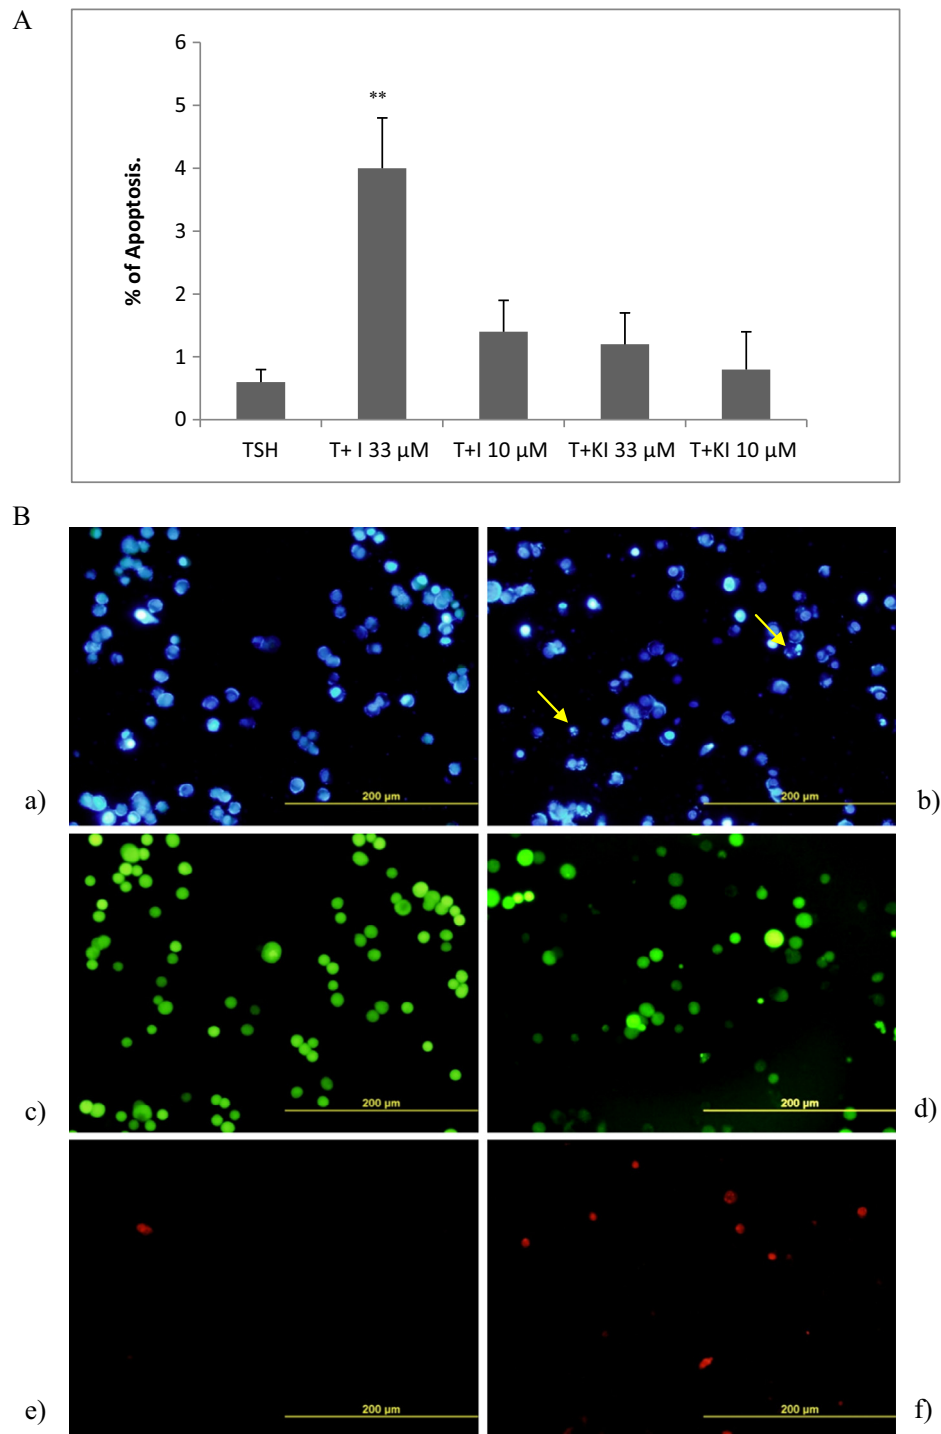 A
6
5
4
3
2
1
0
% of Apoptosis.
**
TSH T+ I 33 µM T+I 10 µM T+KI 33 µM T+KI 10 µM
B
200 µm 200 µm
a) b)
200 µm 200 µm
c) d)
200 µm 200 µm
e) f)